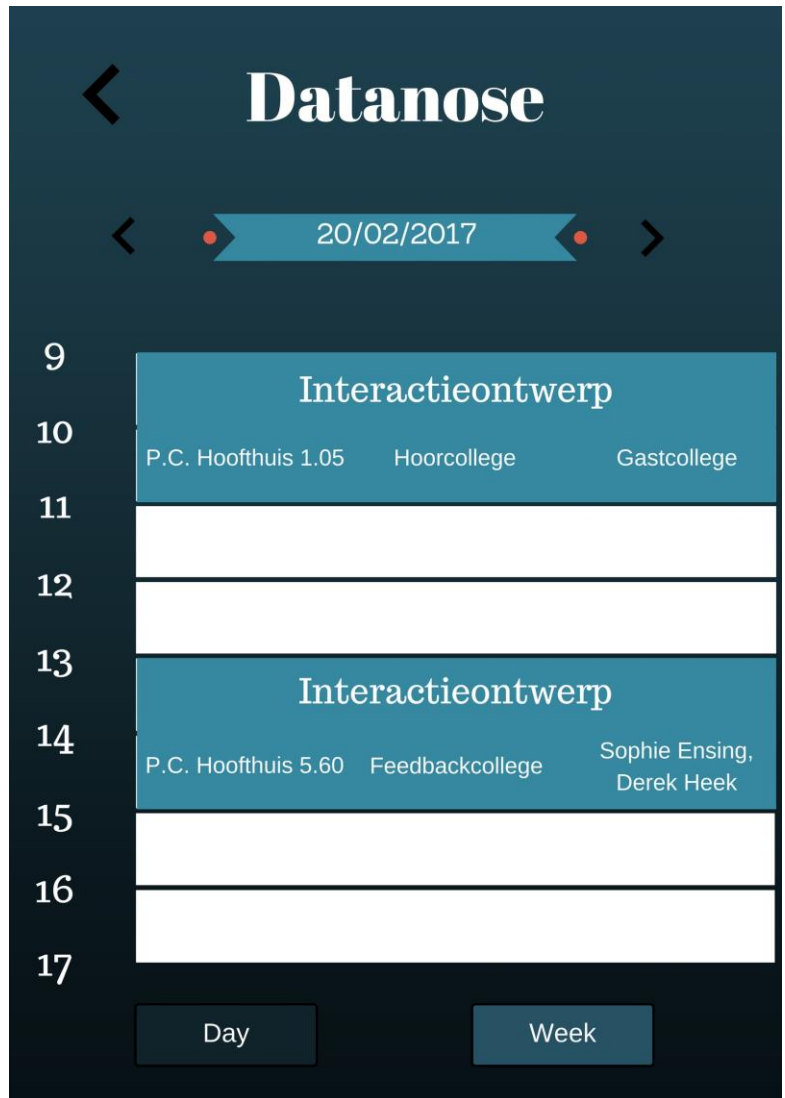 Datanose
20/02/2017
9
Interactieontwerp
10
P.C. Hoofthuis 1.05 Hoorcollege Gastcollege
11
12
13
Interactieontwerp
14
P.C. Hoofthuis 5.60 Feedbackcollege Sophie Ensing,
Derek Heek
15
16
17
Day Week